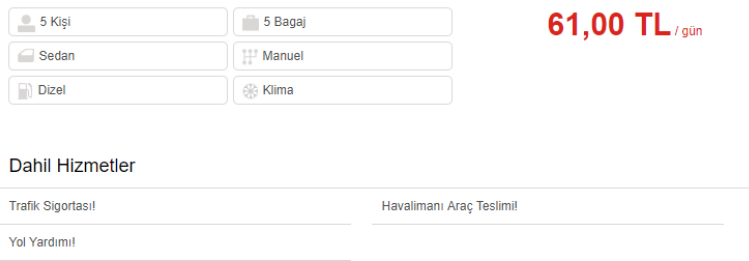 5 Kişi
5 Bagaj
61,00 TL / gün
Sedan
Manuel
Dizel
Klima
Dahil Hizmetler
Trafik Sigortası!
Havalimanı Araç Teslimi!
Yol Yardımı!